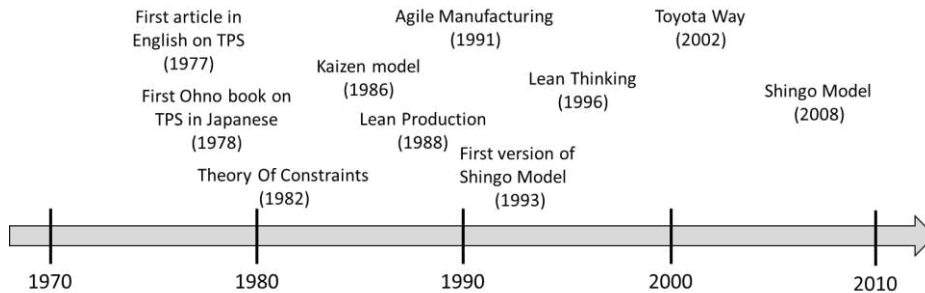 First article in
English on TPS
(1977)
First Ohno book on
TPS in Japanese
(1978)
Theory Of Constraints
(1982)
Kaizen model
(1986)
Lean Production
(1988)
Agile Manufacturing
(1991)
First version of
Shingo Model
(1993)
Lean Thinking
(1996)
Toyota Way
(2002)
Shingo Model
(2008)
1970
1980
1990
2000
2010